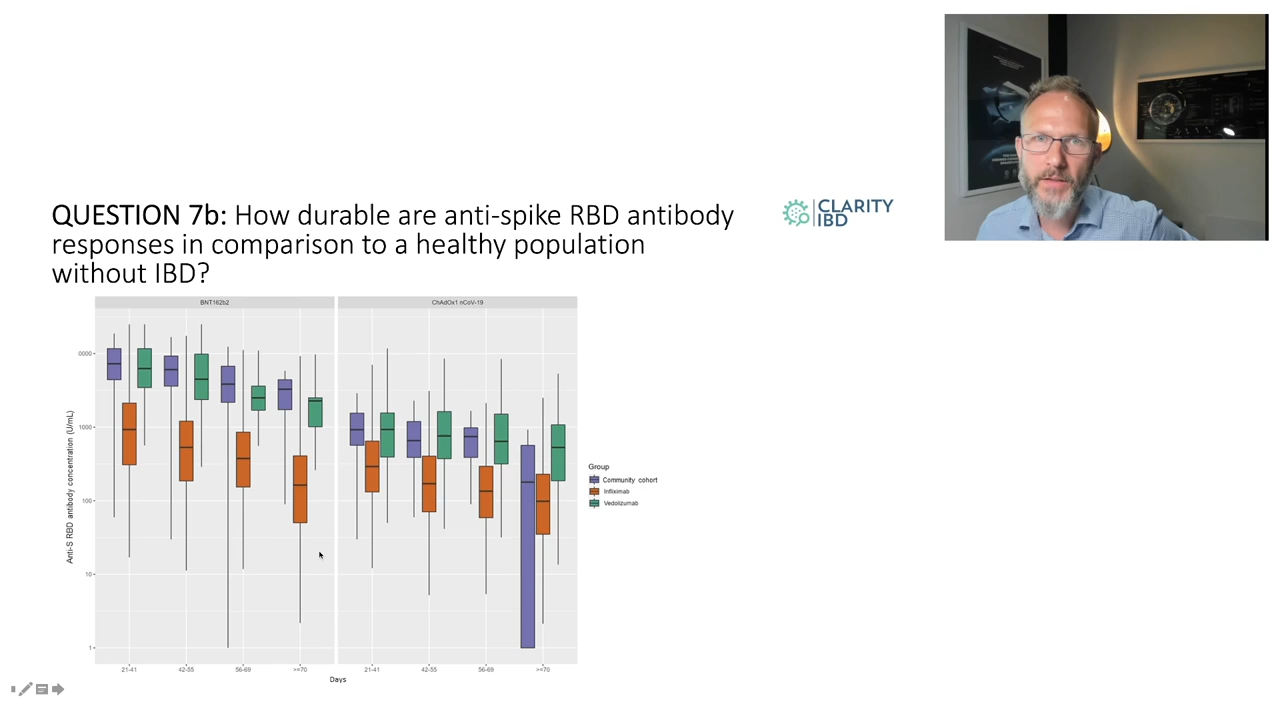 QUESTION 7b: How durable are anti-spike RBD antibody
responses in comparison to a healthy population
without IBD?
CLARITY
IBD
BNT162b2
ChAdOx1 nCoV-19
Anti-S RBD antibody concentration (U/mL)
0000
1000
100
10
1
21-41
42-55
56-69
>=70
21-41
42-55
56-69
>=70
Days
Group
Community cohort
Infliximab
Vedolizumab